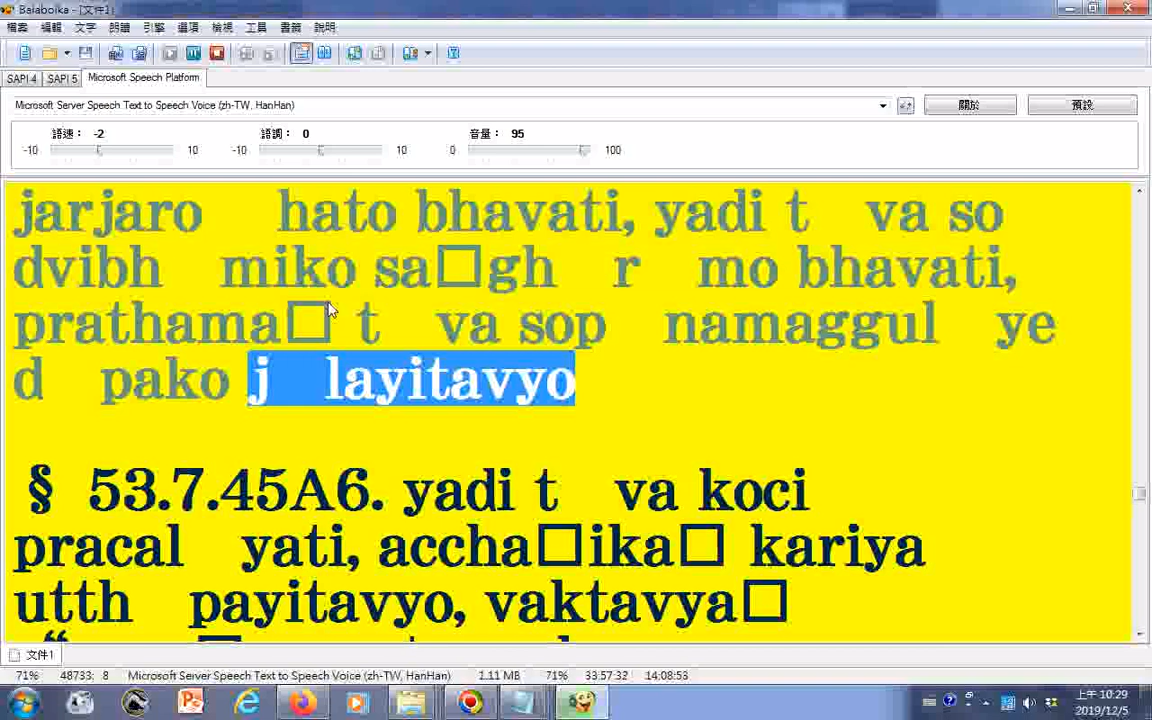 Balabolka - [文件1]
檔案 編輯 文字 朗讀 引擎 選項 檢視 工具 書籤 說明
SAPI 4 SAPI 5 Microsoft Speech Platform
Microsoft Server Speech Text to Speech Voice (zh-TW, HanHan) 關於 預設
語速： -2 語調： 0 音量： 95
-10 10 -10 10 0 100
jarjaro hato bhavati, yadi t va so
dvibh miko sa□gh r mo bhavati,
prathama□ t va sop namaggul ye
d pako j layitavyo
§ 53.7.45A6. yadi t va koci
pracal yati, accha□ika□ kariya
utth payitavyo, vaktavya□
文件1
71% 48733: 8 Microsoft Server Speech Text to Speech Voice (zh-TW, HanHan) 1.11 MB 71% 33:57:32 14:08:53
上午 10:29
2019/12/5